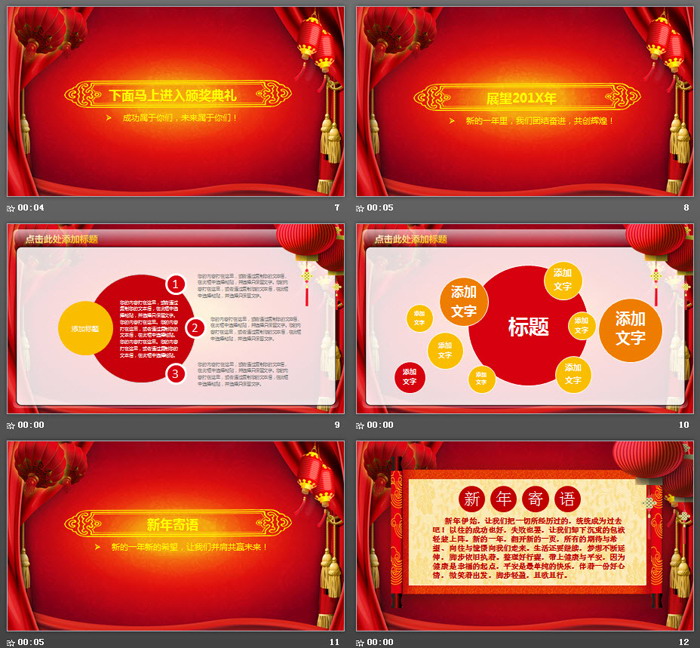 下面马上进入颁奖典礼
➢ 成功属于你们，未来属于你们！
00:04
7
展望201X年
➢ 新的一年里，我们团结奋进，共创辉煌！
00:05
8
点击此处添加标题
添加标题
1
2
3
00:00
9
点击此处添加标题
标题
添加
文字
添加
文字
添加
文字
添加
文字
添加
文字
添加
文字
添加
文字
添加
文字
添加
文字
00:00
10
新年寄语
➢ 新的一年新的希望，让我们并肩共赢未来！
00:05
11
新年寄语
新年伊始，让我们把一切所经历过的，统统成为过去
吧！以往的成功也好，失败也罢，让我们卸下沉重的包袱
轻装上阵。新的一年，翻开新的一页，所有的期待与希
望、向往与憧憬向我们走来。生活还要继续，梦想不断延
伸，脚步依旧执着。整理好行囊，带上健康与平安，因为
健康是幸福的起点，平安是最单纯的快乐，伴着一份好心
情，微笑着出发，脚步轻盈，且歌且行。
00:00
12